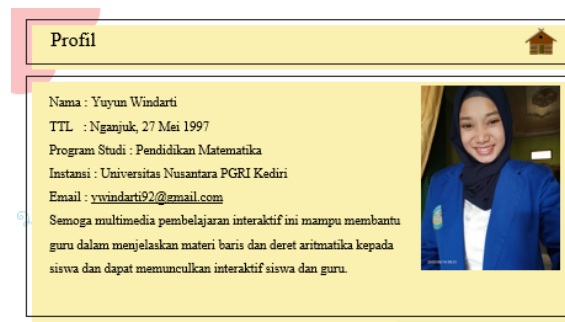 Profil
Nama : Yuyun Windarti
TTL : Nganjuk, 27 Mei 1997
Program Studi : Pendidikan Matematika
Instansi : Universitas Nusantara PGRI Kediri
Email : ywindarti92@gmail.com
Semoga multimedia pembelajaran interaktif ini mampu membantu
guru dalam menjelaskan materi baris dan deret aritmatika kepada
siswa dan dapat memunculkan interaktif siswa dan guru.